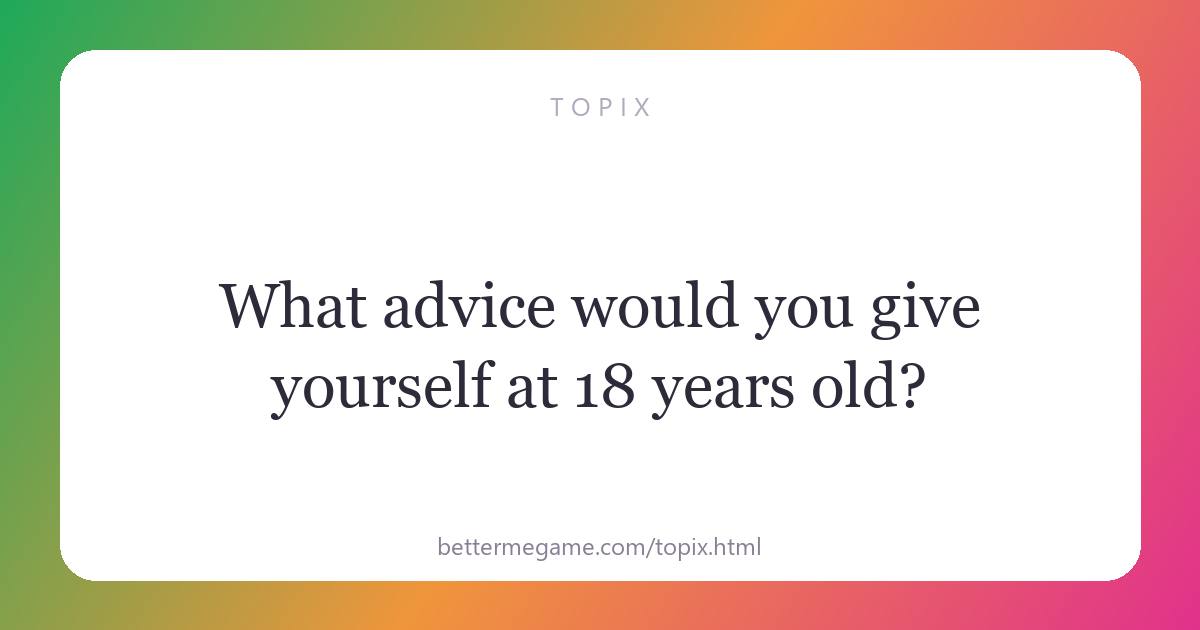 TOPIX
What advice would you give
yourself at 18 years old?
bettermegame.com/topix.html